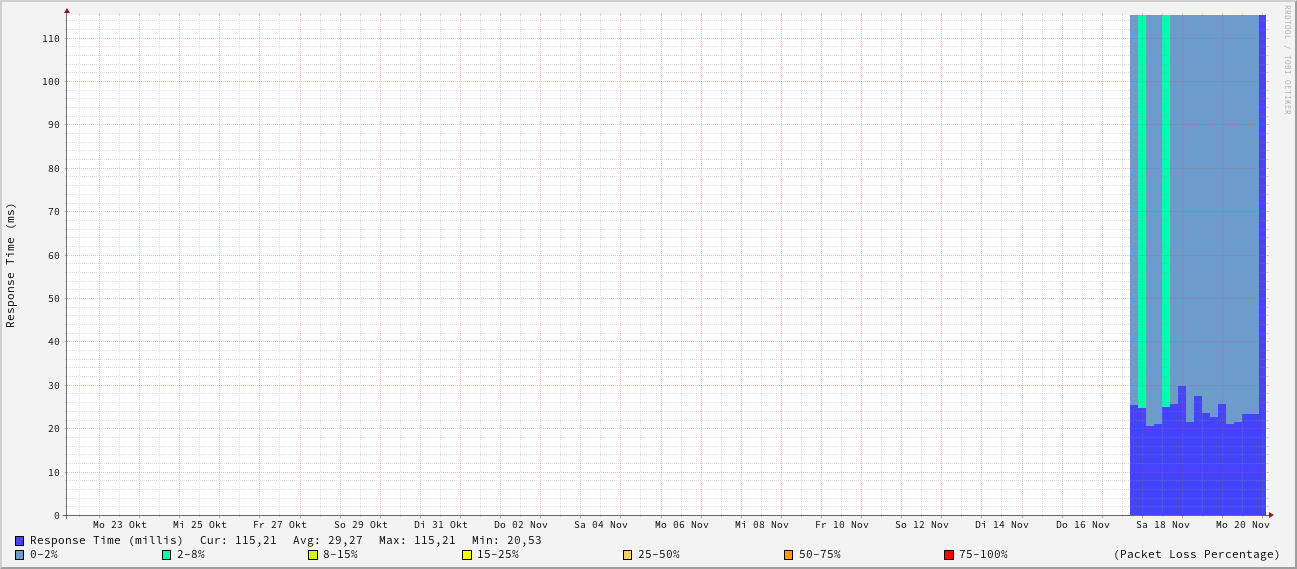 RRDTOOL / TOBI OETIKER
Response Time (ms)
110
100
90
80
70
60
50
40
30
20
10
0
Mo 23 Okt Mi 25 Okt Fr 27 Okt So 29 Okt Di 31 Okt Do 02 Nov Sa 04 Nov Mo 06 Nov Mi 08 Nov Fr 10 Nov So 12 Nov Di 14 Nov Do 16 Nov Sa 18 Nov Mo 20 Nov
Response Time (millis) Cur: 115,21 Avg: 29,27 Max: 115,21 Min: 20,53
0-2% 2-8% 8-15% 15-25% 25-50% 50-75% 75-100% (Packet Loss Percentage)